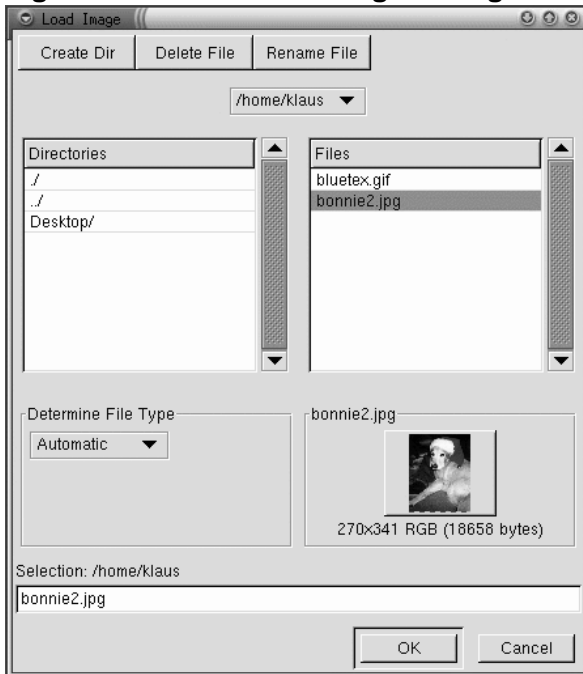 Load Image
Create Dir
Delete File
Rename File
/home/klaus
Directories
./
../
Desktop/
Files
bluetex.gif
bonnie2.jpg
Determine File Type
Automatic
bonnie2.jpg
270x341 RGB (18658 bytes)
Selection: /home/klaus
bonnie2.jpg
OK
Cancel